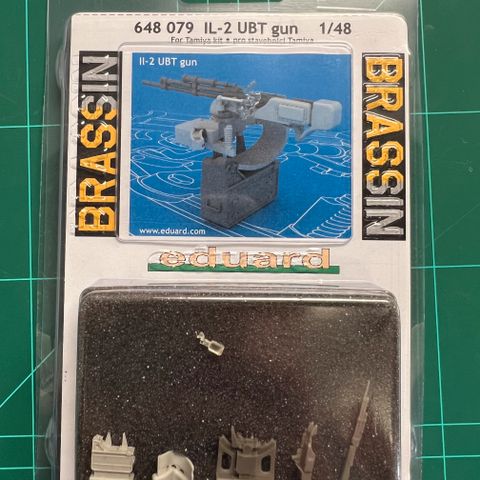 648 079 IL-2 UBT gun 1/48
For Tamiya kit • pro stavebnici Tamiya
BRASSIN
Il-2 UBT gun
www.eduard.com
BRASSIN
eduard